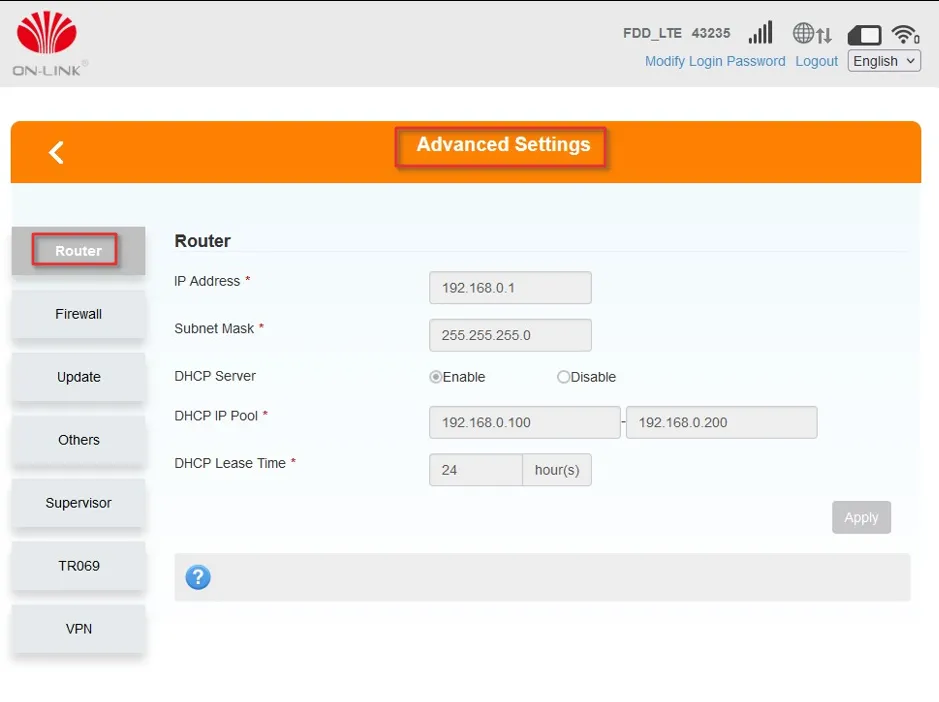 FDD_LTE 43235
ON-LINK®
Modify Login Password Logout English
Advanced Settings
Router
Router
IP Address * 192.168.0.1
Firewall
Subnet Mask * 255.255.255.0
Update
DHCP Server Enable Disable
DHCP IP Pool * 192.168.0.100 - 192.168.0.200
Others
DHCP Lease Time * 24 hour(s)
Supervisor
Apply
TR069
?
VPN